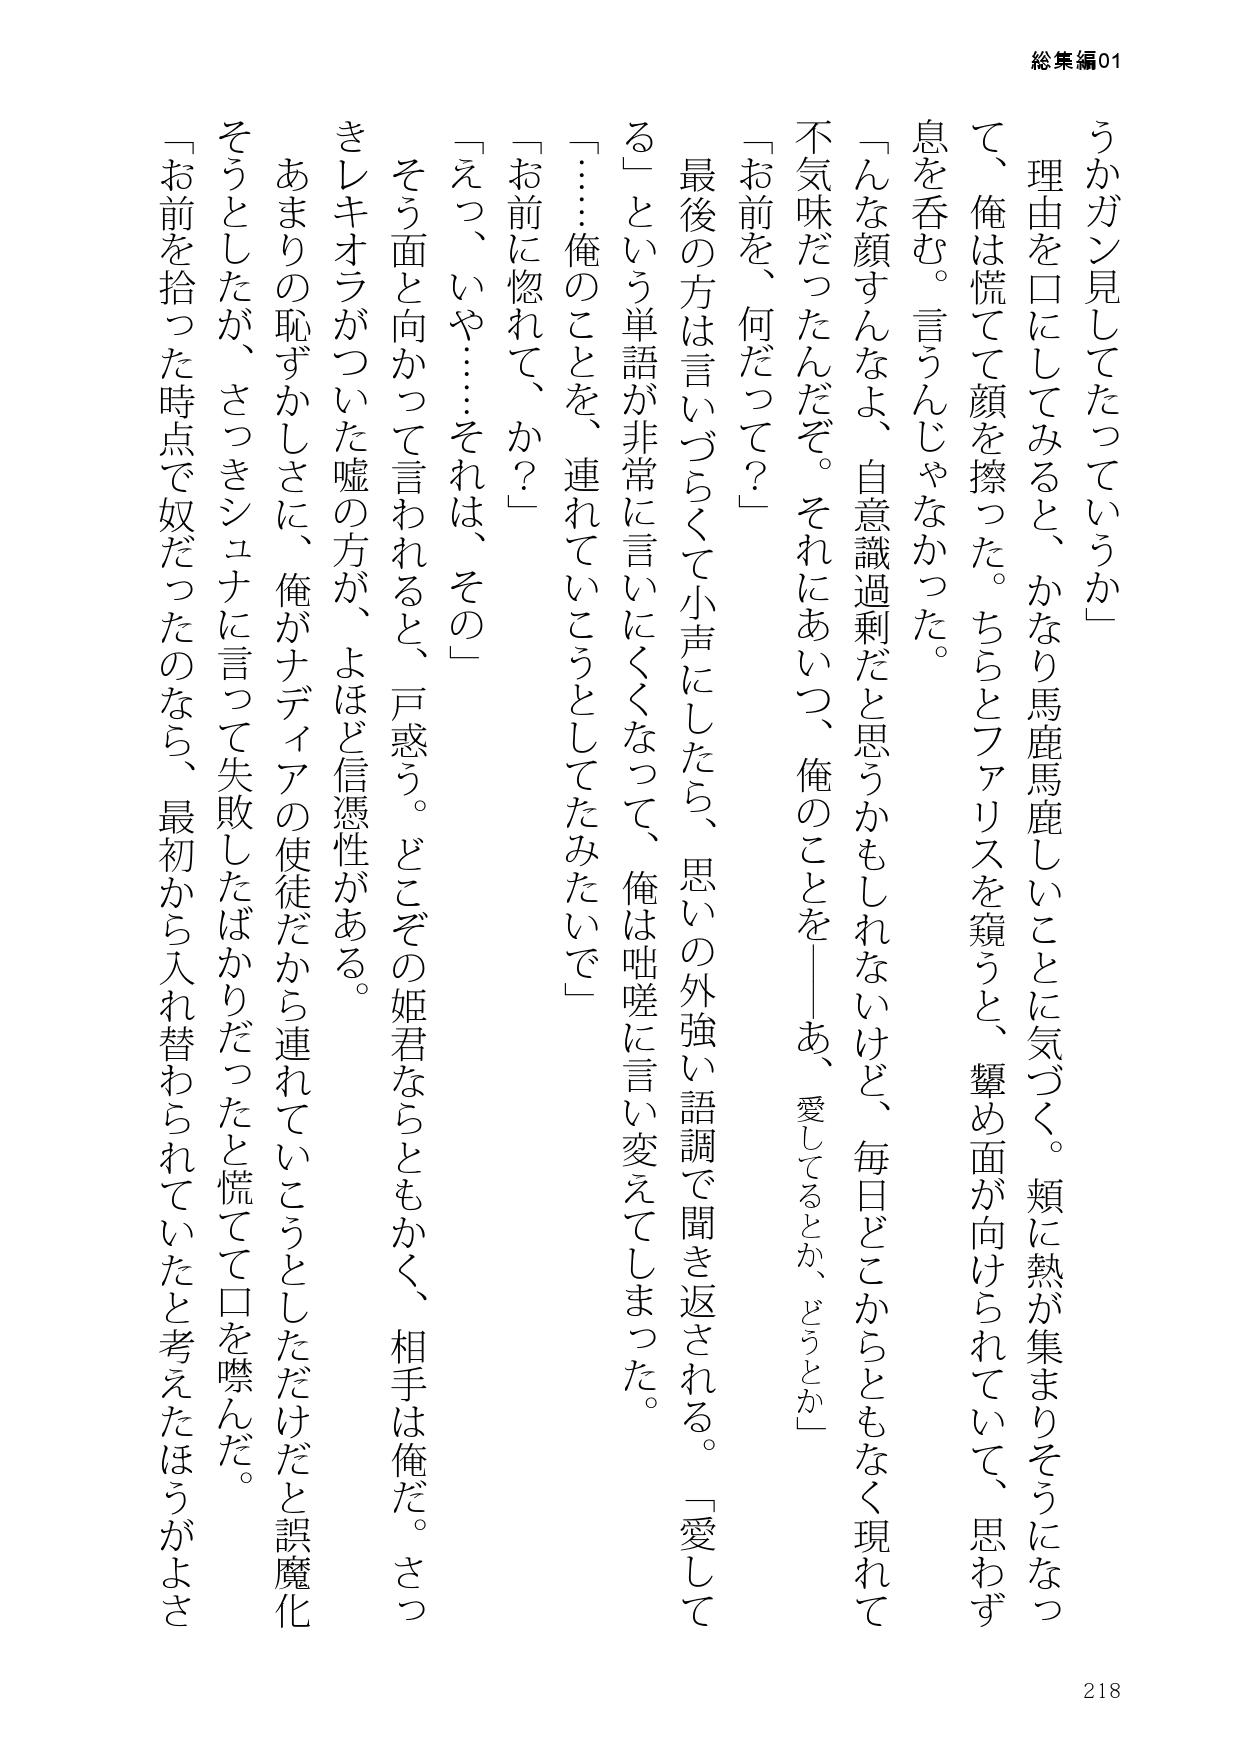 総集編01
うかガン見してたっていうか」
理由を口にしてみると、かなり馬鹿馬鹿しいことに気づく。頬に熱が集まりそうになっ
て、俺は慌てて顔を擦った。ちらとファリスを窺うと、顰め面が向けられていて、思わず
息を呑む。言うんじゃなかった。
「んな顔すんなよ、自意識過剰だと思うかもしれないけど、毎日どこからともなく現れて
不気味だったんだぞ。それにあいつ、俺のことを――あ、愛してるとか、どうとか」
「お前を、何だって？」
最後の方は言いづらくて小声にしたら、思いの外強い語調で聞き返される。「愛して
る」という単語が非常に言いにくくなって、俺は咄嗟に言い変えてしまった。
「……俺のことを、連れていこうとしてたみたいで」
「お前に惚れて、か？」
「えっ、いや……それは、その」
そう面と向かって言われると、戸惑う。どこぞの姫君ならともかく、相手は俺だ。さっ
きレキオラがついた嘘の方が、よほど信憑性がある。
あまりの恥ずかしさに、俺がナディアの使徒だから連れていこうとしただけだと誤魔化
そうとしたが、さっきシュナに言って失敗したばかりだったと慌てて口を噤んだ。
「お前を拾った時点で奴だったのなら、最初から入れ替わられていたと考えたほうがよさ
218